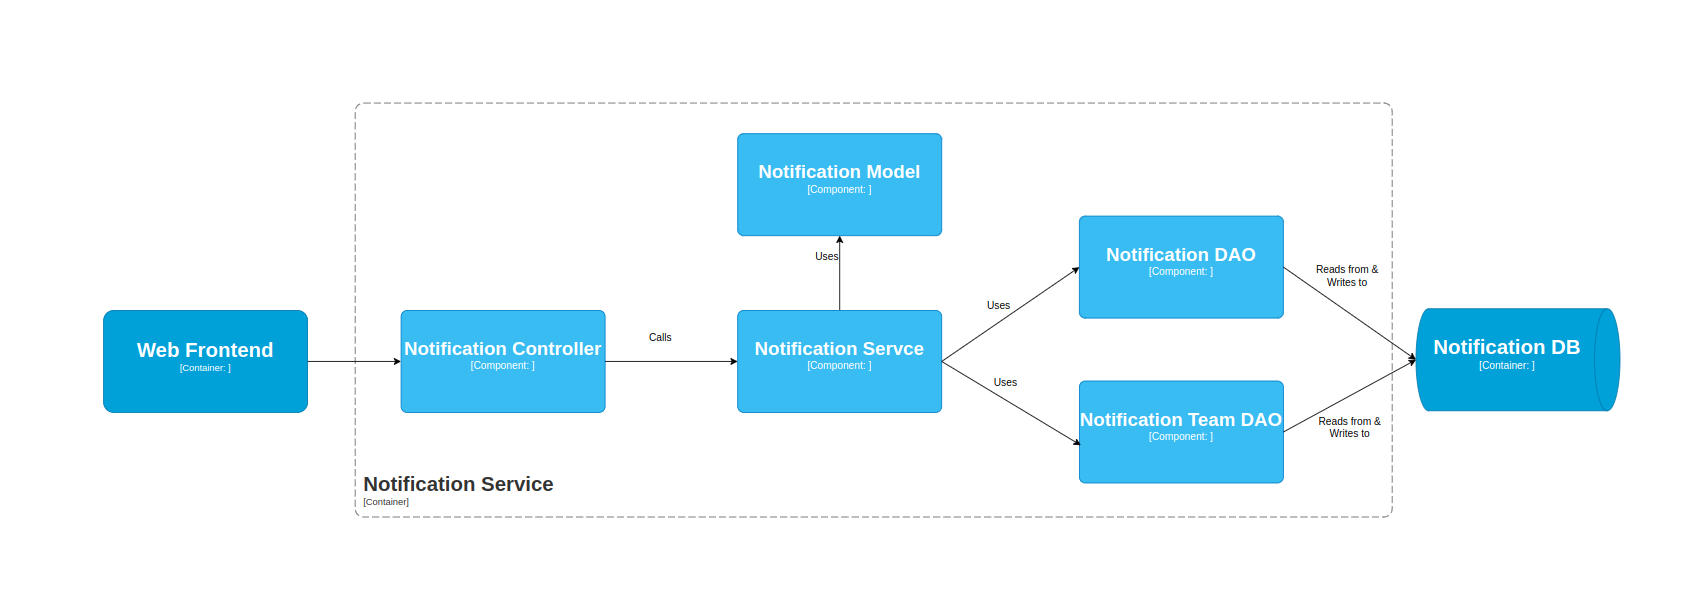 Notification Model
[Component: ]
Uses
Notification DAO
[Component: ]
Reads from &
Writes to
Uses
Web Frontend
[Container: ]
Notification Controller
[Component: ]
Calls
Notification Servce
[Component: ]
Notification DB
[Container: ]
Uses
Notification Team DAO
[Component: ]
Reads from &
Writes to
Notification Service
[Container]